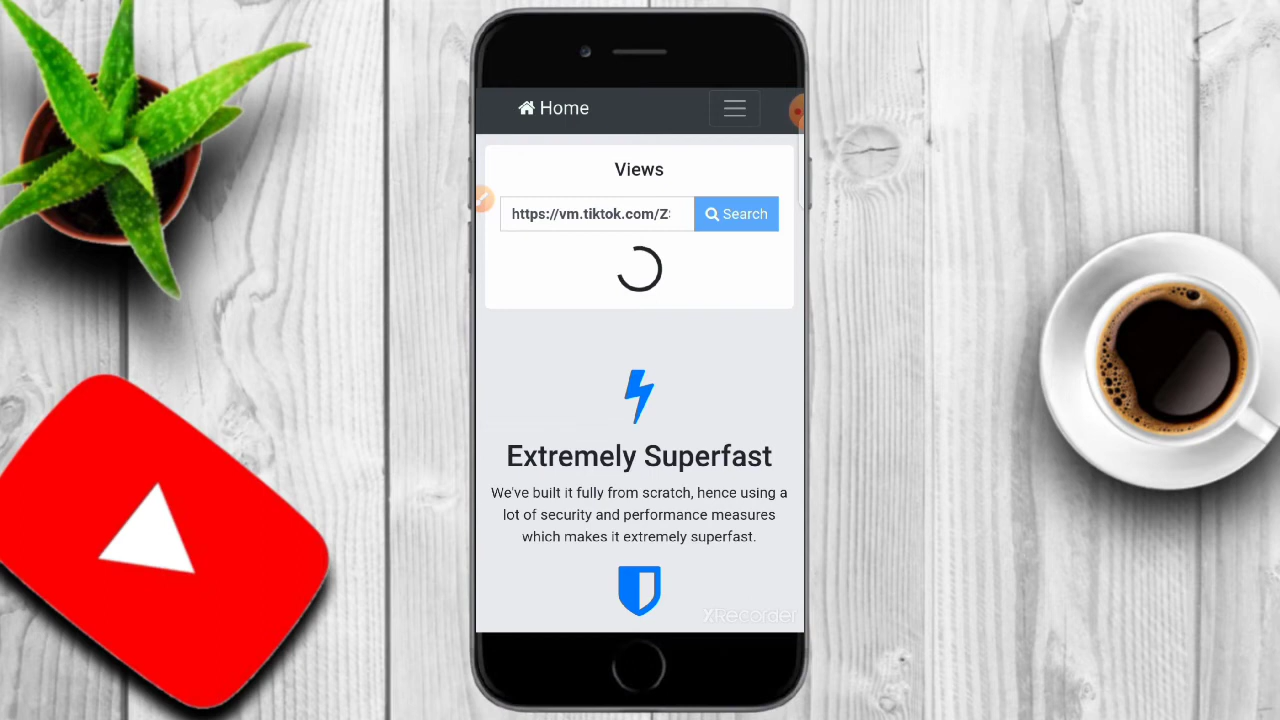 Home
Views
https://vm.tiktok.com/Z
Search
Extremely Superfast
We've built it fully from scratch, hence using a
lot of security and performance measures
which makes it extremely superfast.
XRecorder